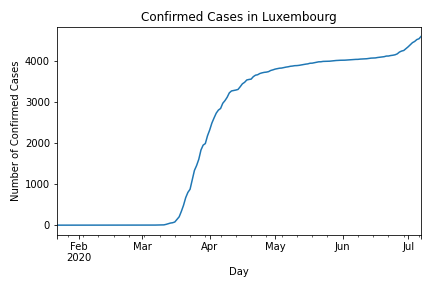 Confirmed Cases in Luxembourg
Number of Confirmed Cases
4000
3000
2000
1000
0
Feb
2020
Mar
Apr
May
Jun
Jul
Day